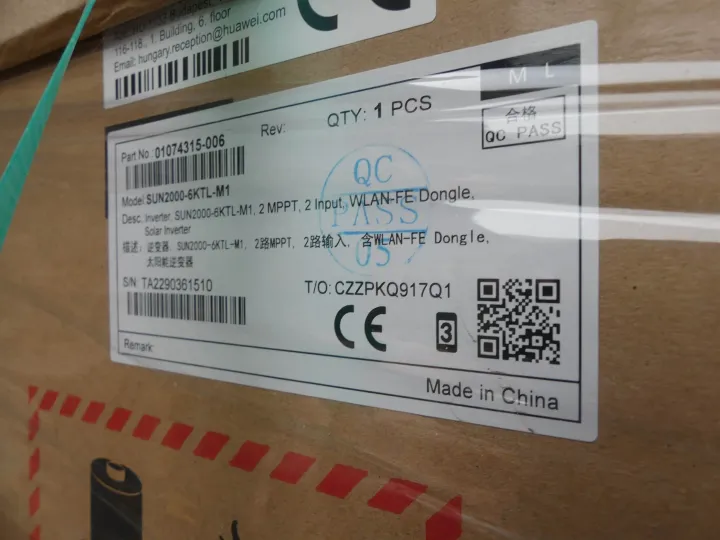 116-118., 1. Building, 6. floor
Email: hungary.reception@huawei.com
M L
合格
QC PASS
QTY: 1 PCS
Rev:
Part No: 01074315-006
Model SUN2000-6KTL-M1
Desc. Inverter, SUN2000-6KTL-M1, 2 MPPT, 2 Input, WLAN-FE Dongle,
Solar Inverter
描述: 逆变器, SUN2000-6KTL-M1, 2路MPPT, 2路输入, 含WLAN-FE Dongle,
太阳能逆变器
QC
PASS
05
S/N: TA2290361510
T/O: CZZPKQ917Q1
CE
3
Remark:
Made in China